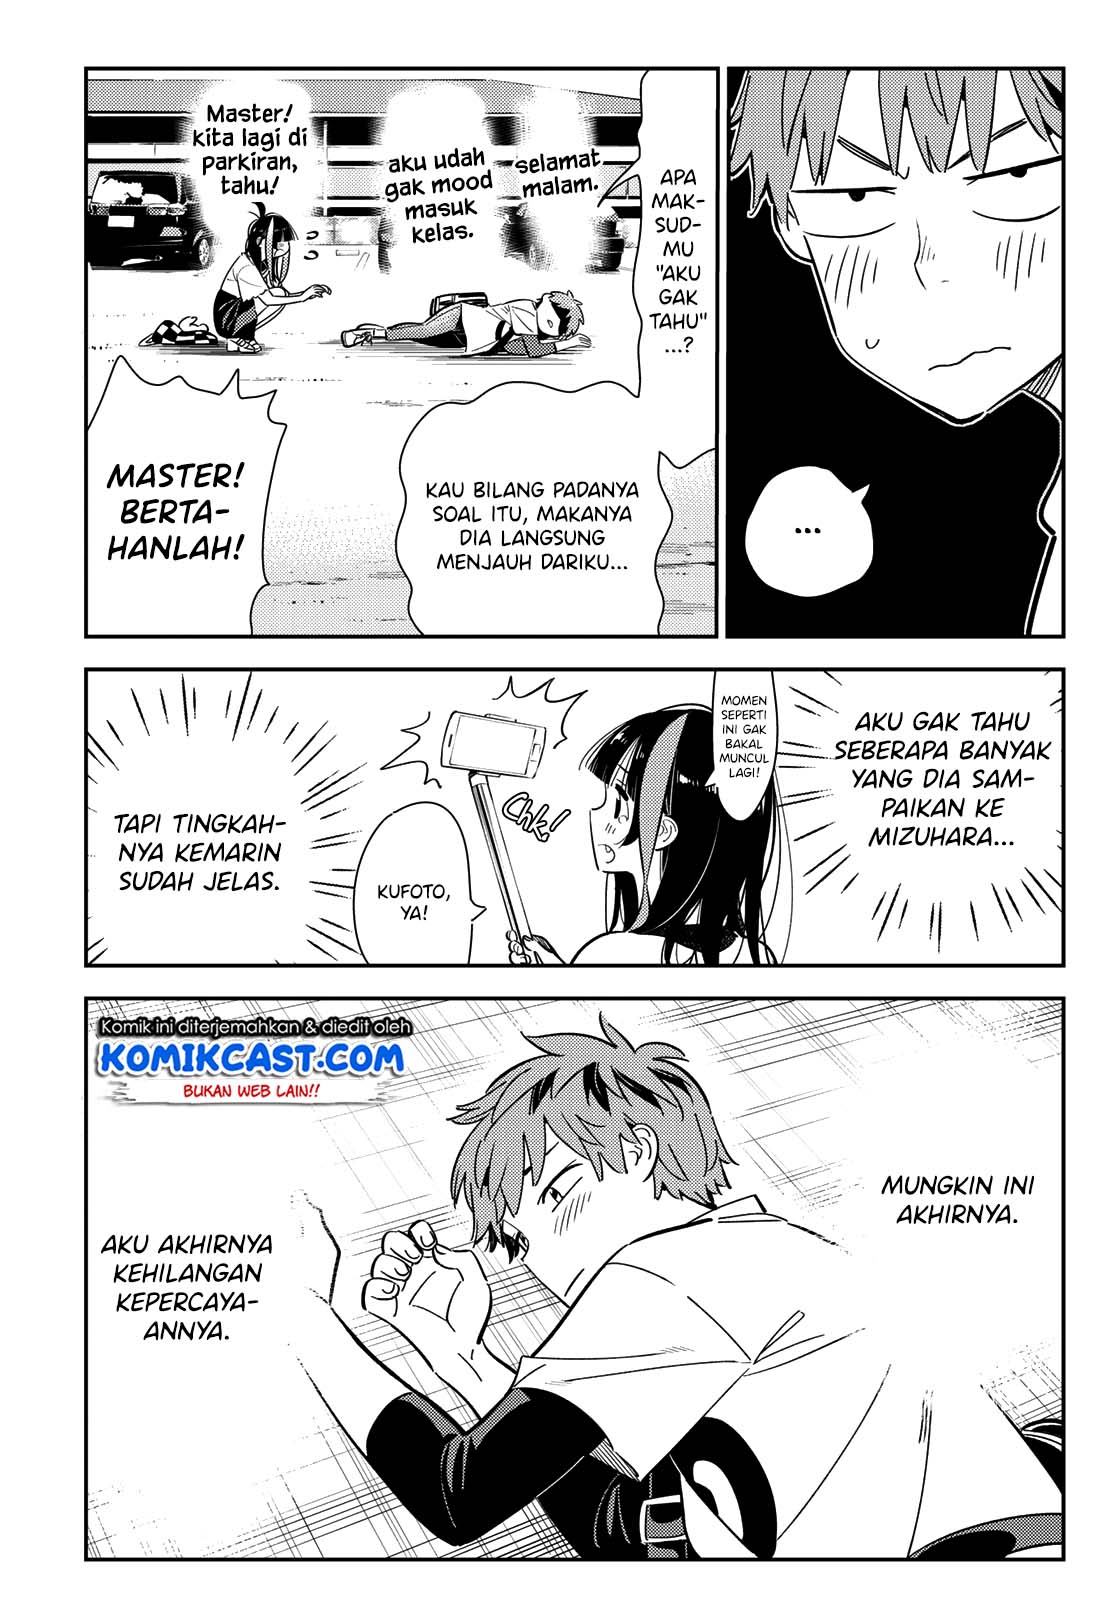 ...
APA
MAK-
SUD-
MU
"AKU
GAK
TAHU"
...?
selamat
malam.
aku udah
gak mood
masuk
kelas.
Master!
kita lagi di
parkiran,
tahu!
KAU BILANG PADANYA
SOAL ITU, MAKANYA
DIA LANGSUNG
MENJAUH DARIKU...
MASTER!
BERTA-
HANLAH!
AKU GAK TAHU
SEBERAPA BANYAK
YANG DIA SAM-
PAIKAN KE
MIZUHARA...
MOMEN
SEPERTI
INI GAK
BAKAL
MUNCUL
LAGI!
Chk!
KUFOTO,
YA!
TAPI TINGKAH-
NYA KEMARIN
SUDAH JELAS.
Komik ini diterjemahkan & diedit oleh
KOMIKCAST.COM
BUKAN WEB LAIN!!
MUNGKIN INI
AKHIRNYA.
AKU AKHIRNYA
KEHILANGAN
KEPERCAYA-
ANNYA.